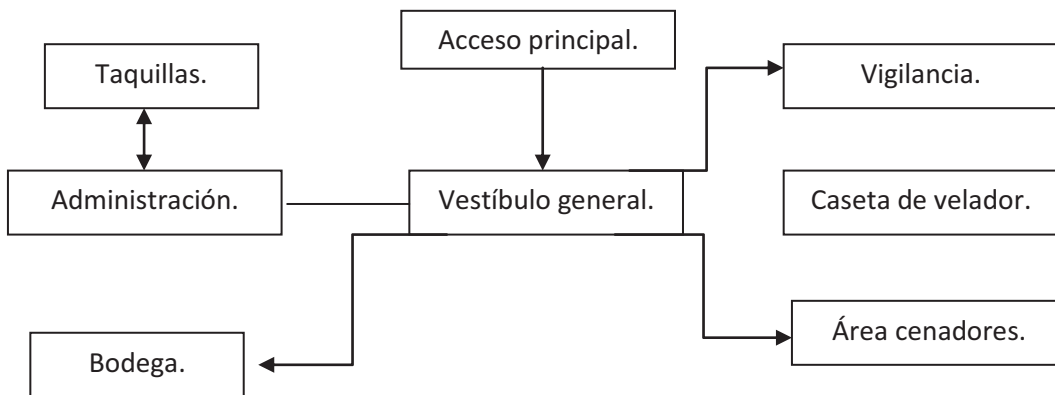 Acceso principal.
Taquillas.
Vigilancia.
Administración.
Vestíbulo general.
Caseta de velador.
Área cenadores.
Bodega.